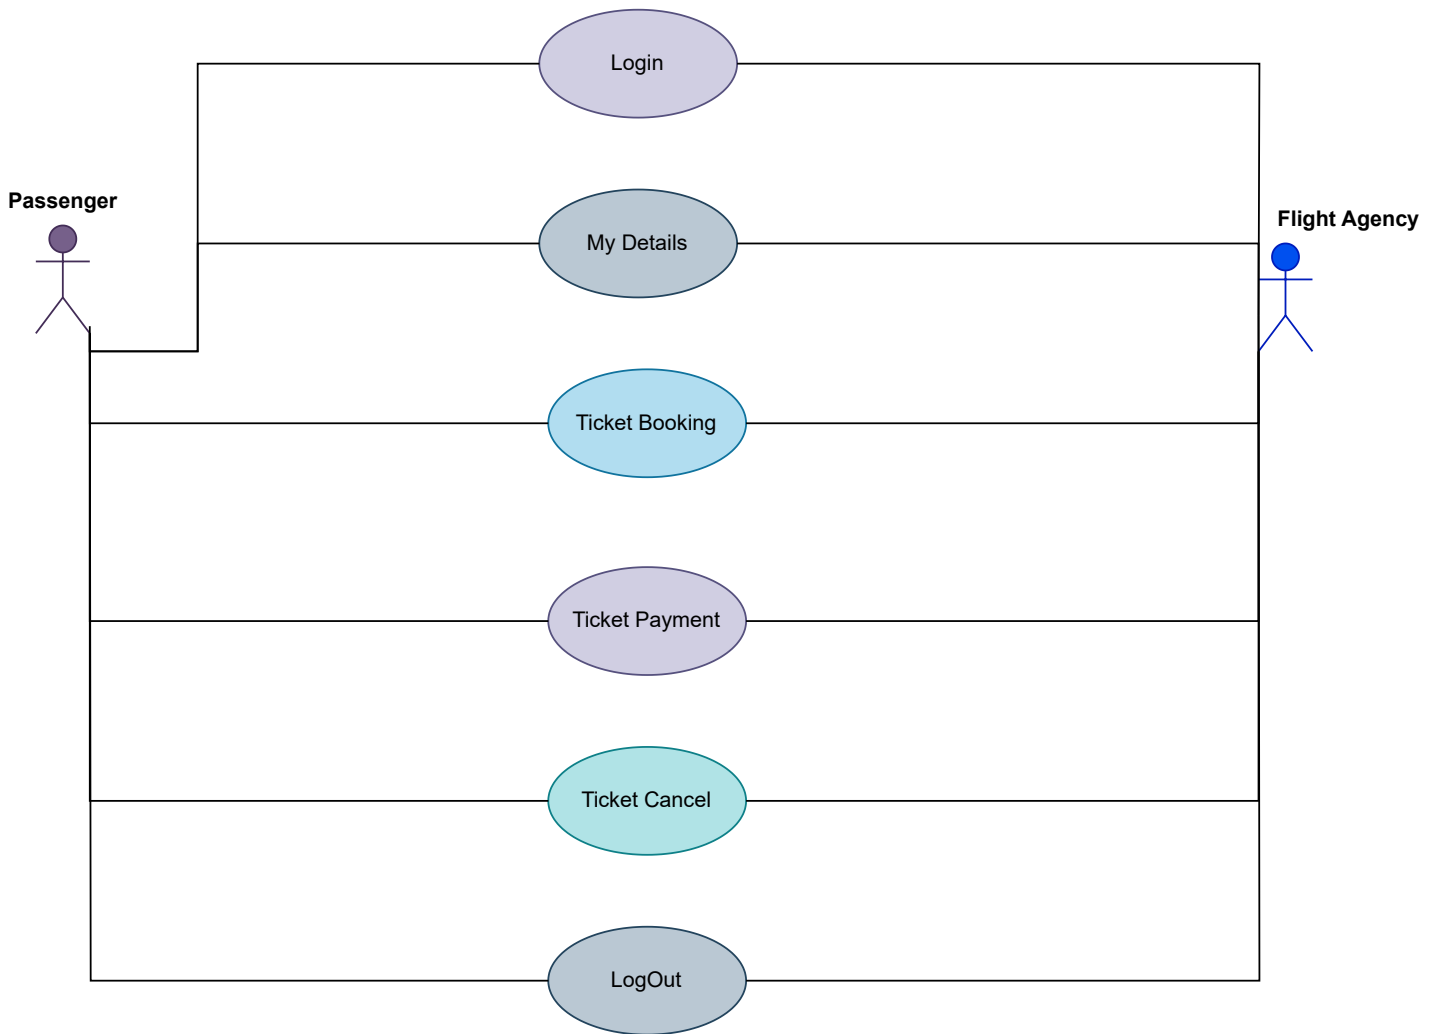 Login
Passenger
Flight Agency
My Details
Ticket Booking
Ticket Payment
Ticket Cancel
LogOut